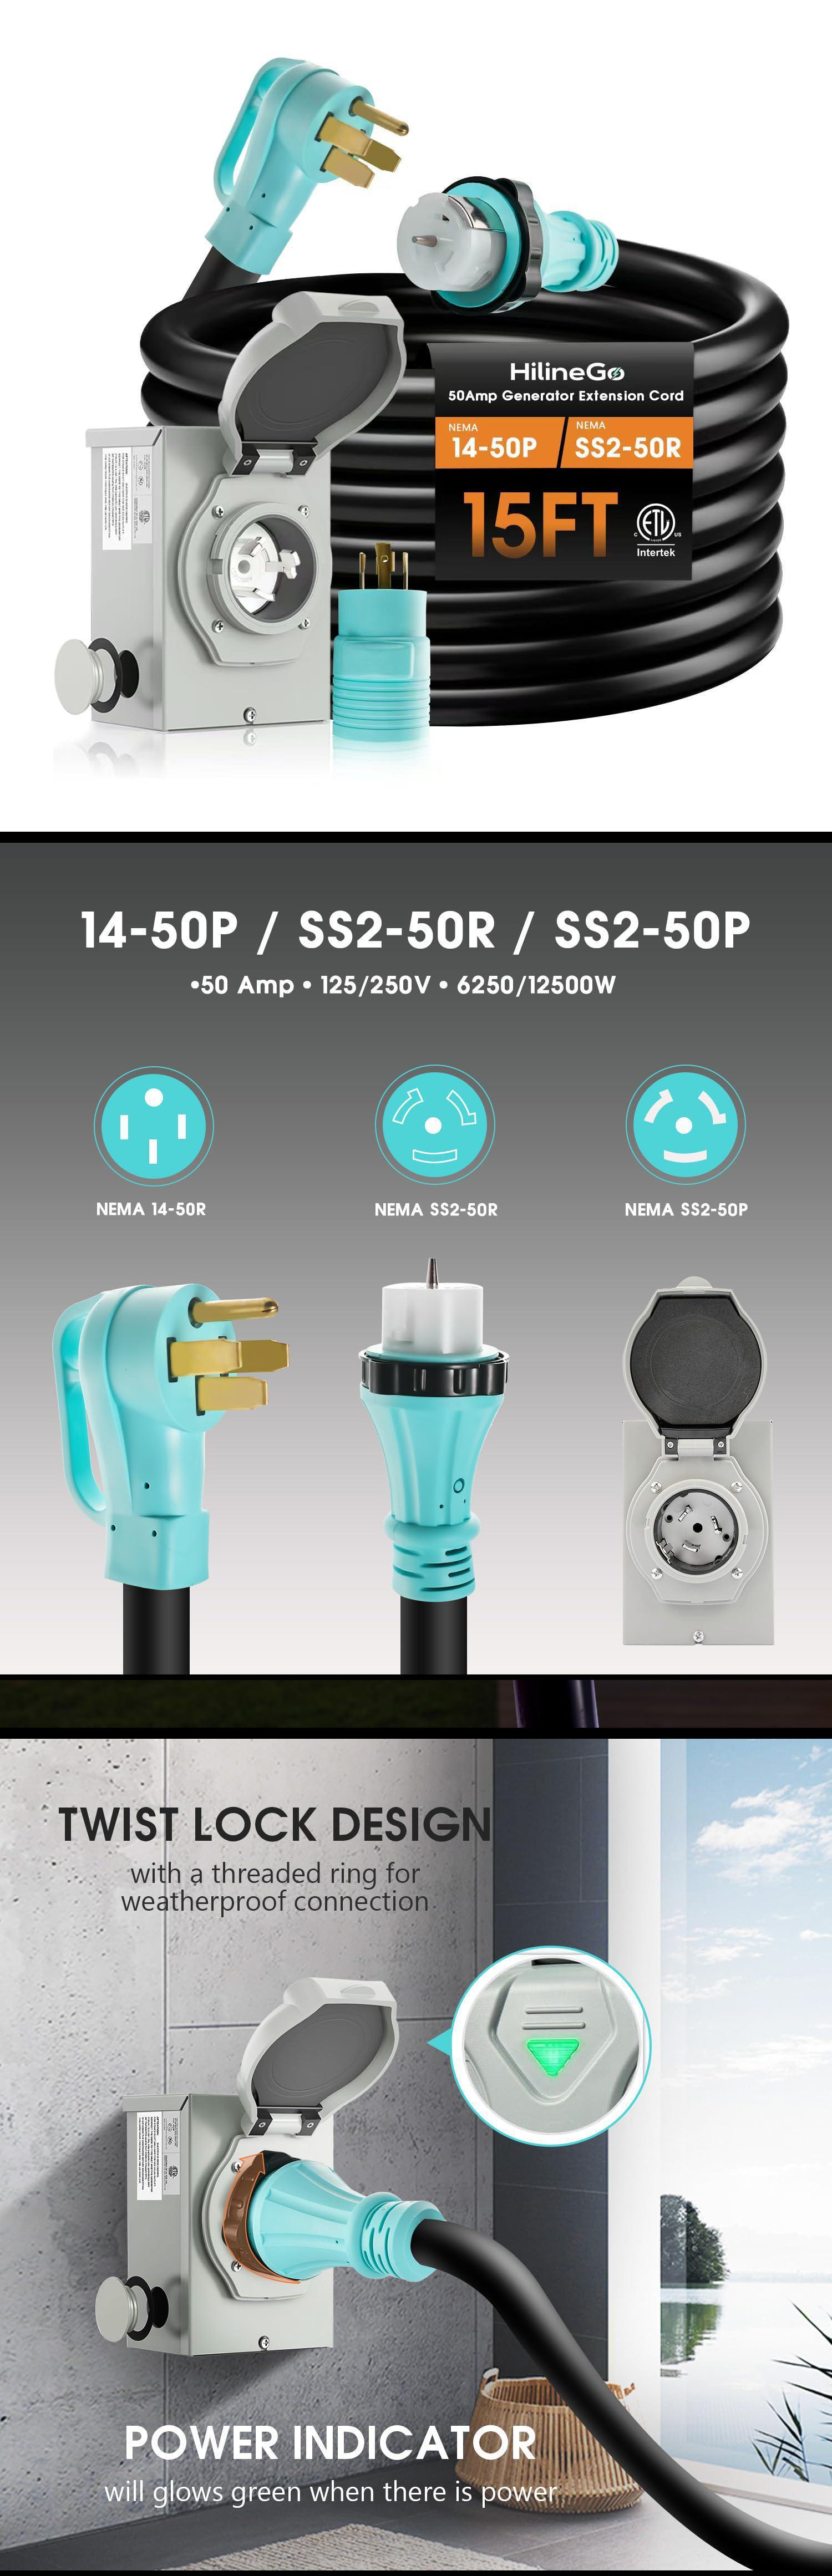 HilineGo
50Amp Generator Extension Cord
NEMA
14-50P
NEMA
SS2-50R
15FT
ETL
C US
Intertek
14-50P / SS2-50R / SS2-50P
•50 Amp • 125/250V • 6250/12500W
NEMA 14-50R
NEMA SS2-50R
NEMA SS2-50P
TWIST LOCK DESIGN
with a threaded ring for
weatherproof connection
POWER INDICATOR
will glows green when there is power